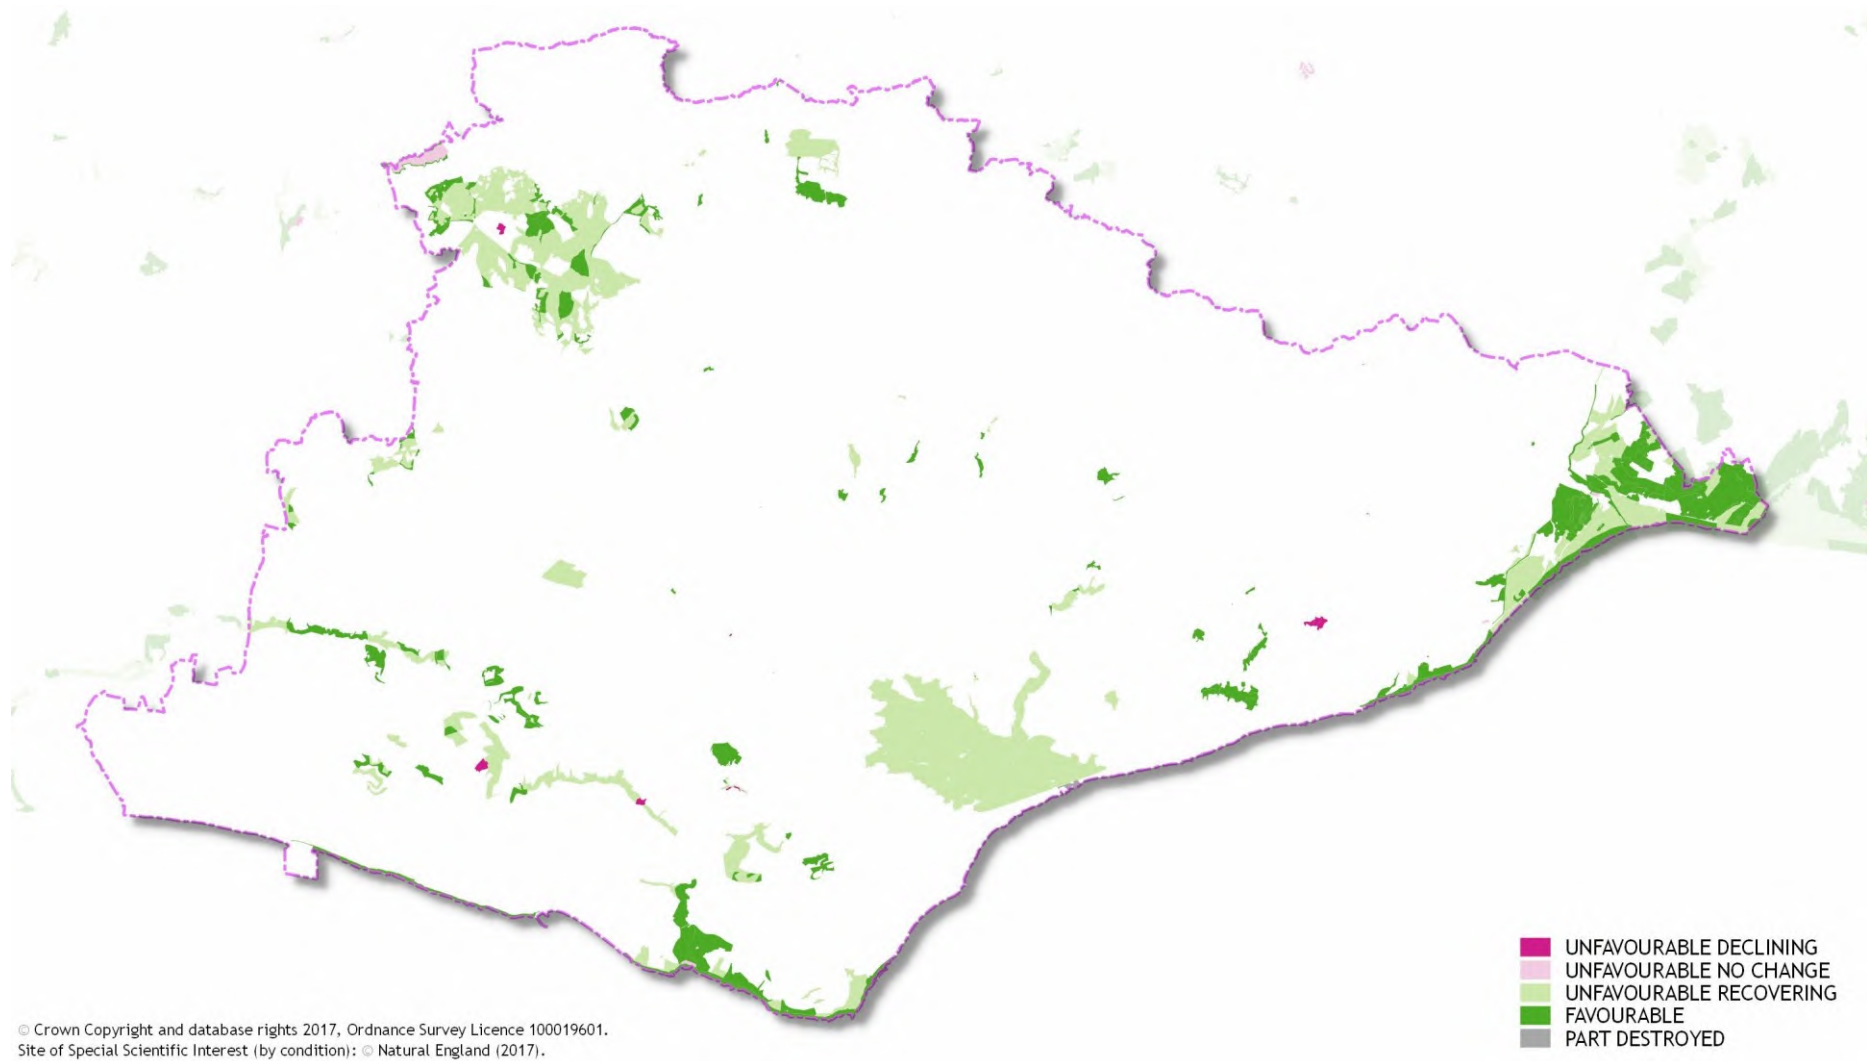 UNFAVOURABLE DECLINING
UNFAVOURABLE NO CHANGE
UNFAVOURABLE RECOVERING
FAVOURABLE
PART DESTROYED
© Crown Copyright and database rights 2017, Ordnance Survey Licence 100019601.
Site of Special Scientific Interest (by condition): © Natural England (2017).